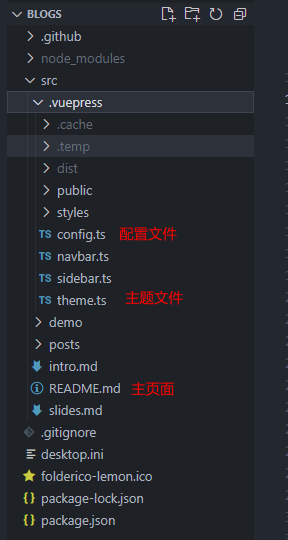 BLOGS
.github
node_modules
src
.vuepress
.cache
.temp
dist
public
styles
TS config.ts 配置文件
TS navbar.ts
TS sidebar.ts
TS theme.ts 主题文件
demo
posts
intro.md
README.md 主页面
slides.md
.gitignore
desktop.ini
folderico-lemon.ico
package-lock.json
package.json